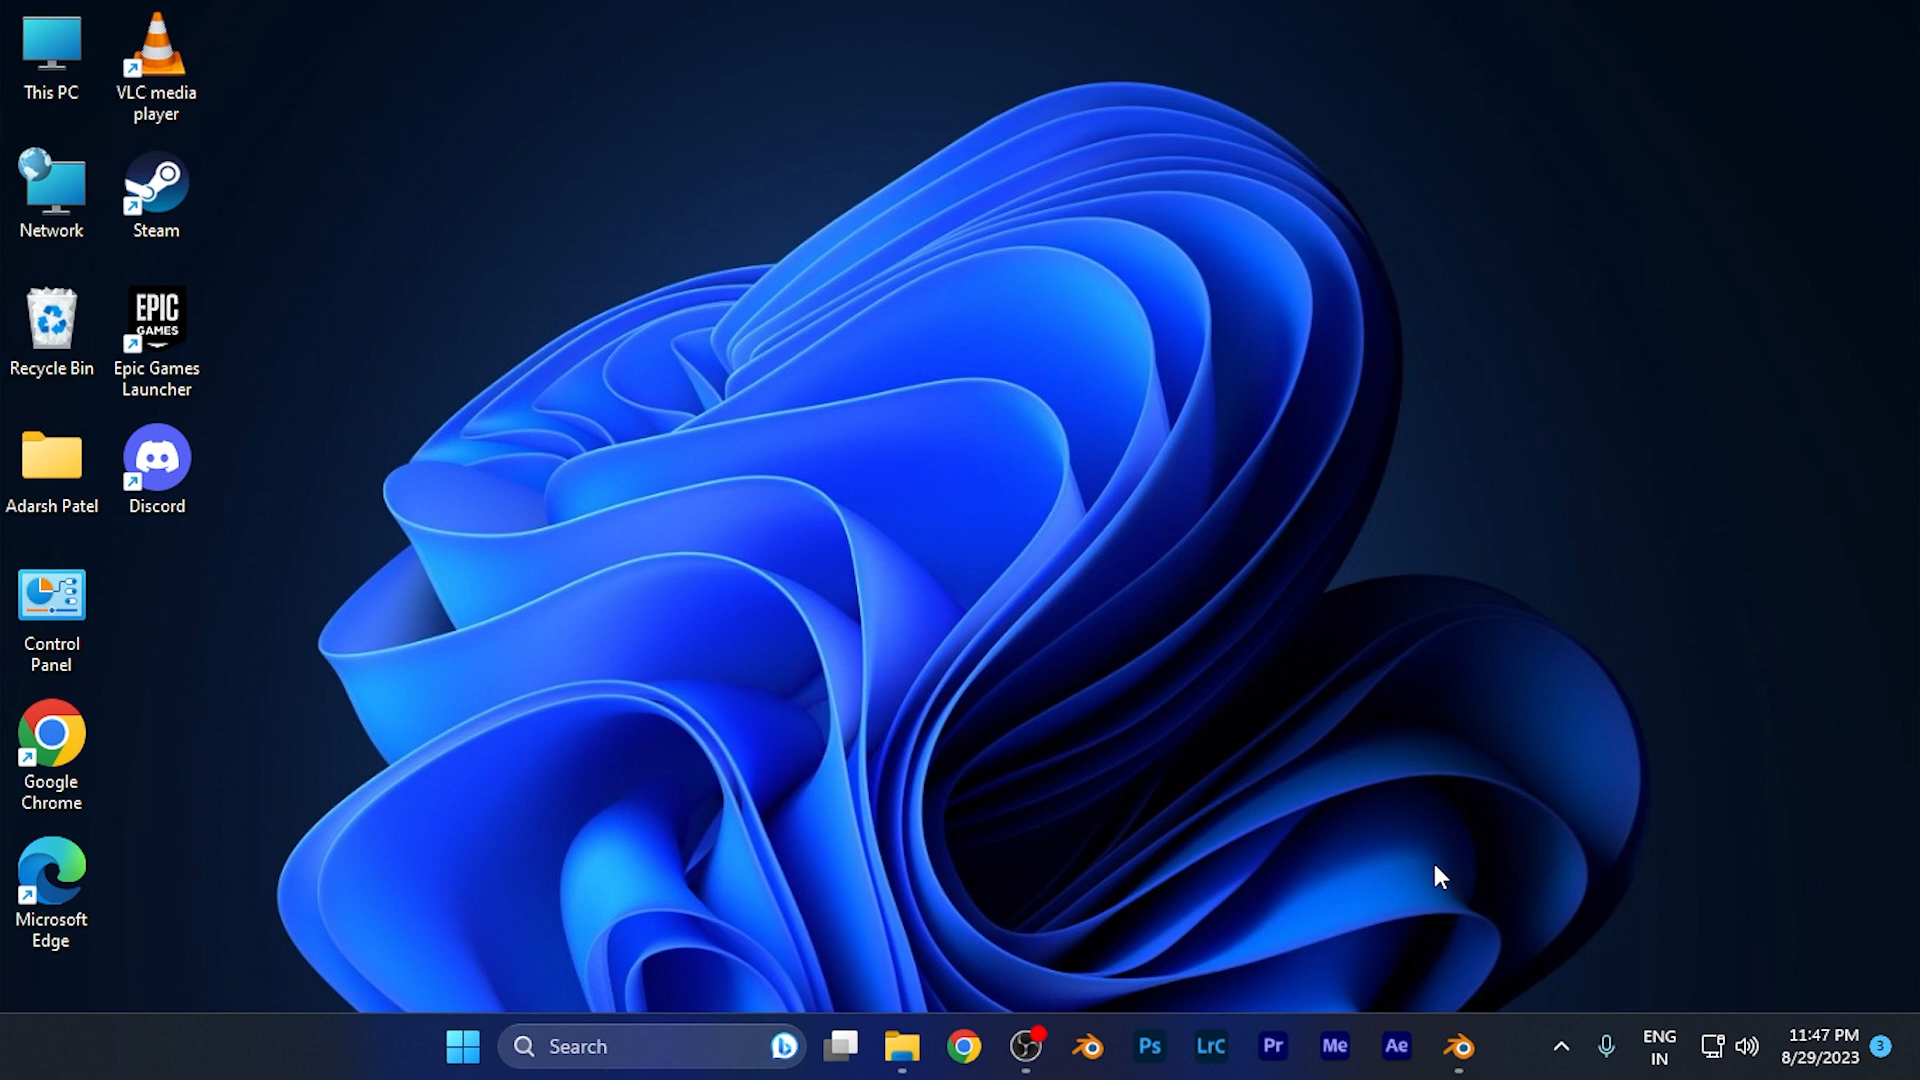 This PC
VLC media
player
Network
Steam
Recycle Bin
EPIC
GAMES
Epic Games
Launcher
Adarsh Patel
Discord
Control
Panel
Google
Chrome
Microsoft
Edge
Search
Ps
LrC
Pr
Me
Ae
ENG
IN
11:47 PM
8/29/2023
3